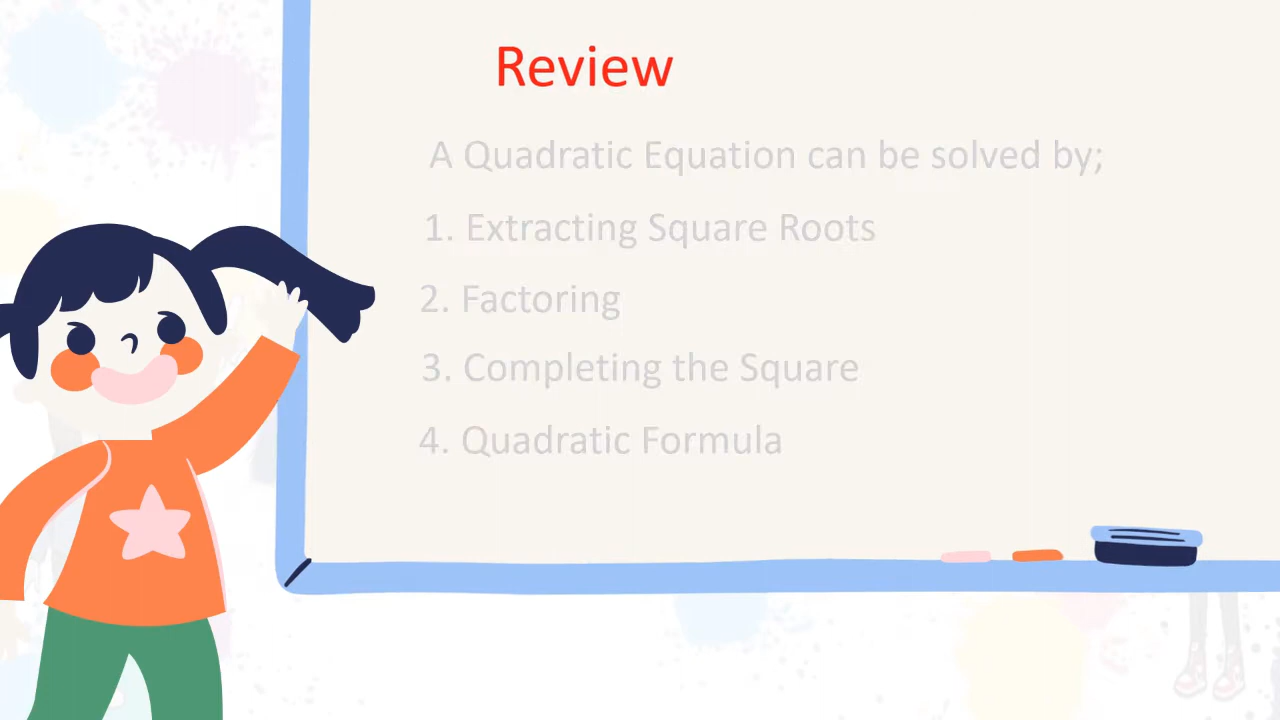 Review
A Quadratic Equation can be solved by;
1. Extracting Square Roots
2. Factoring
3. Completing the Square
4. Quadratic Formula